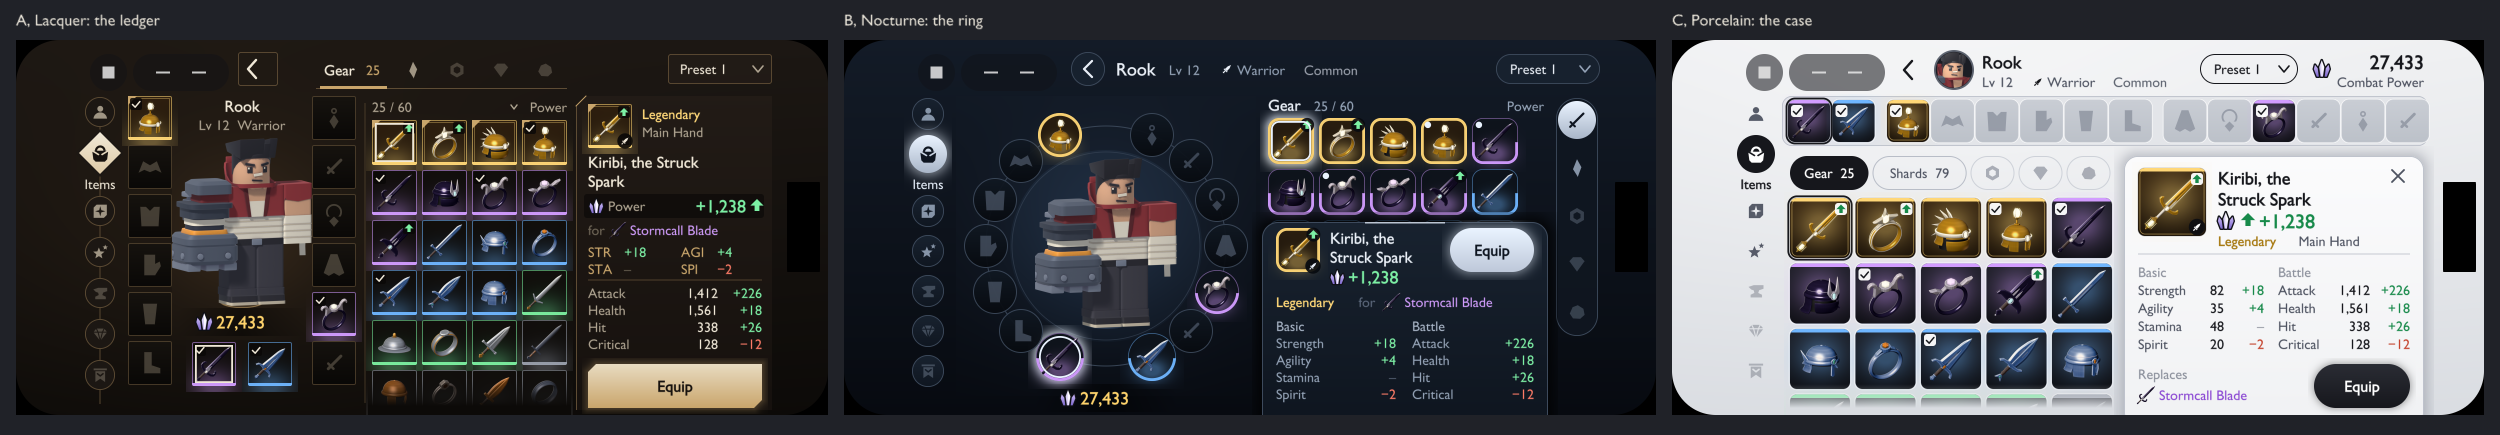 A, Lacquer: the ledger
Gear 25
Preset 1
25 / 60
Power
Rook
Lv 12 Warrior
Items
27,433
Legendary
Main Hand
Kiribi, the Struck
Spark
Power +1,238
for Stormcall Blade
STR +18 AGI +4
STA – SPI −2
Attack 1,412 +226
Health 1,561 +18
Hit 338 +26
Critical 128 −12
Equip
B, Nocturne: the ring
Rook Lv 12 Warrior Common
Preset 1
Gear 25 / 60 Power
Items
27,433
Kiribi, the
Struck Spark
+1,238
Equip
Legendary for Stormcall Blade
Basic Battle
Strength +18 Attack +226
Agility +4 Health +18
Stamina – Hit +26
Spirit −2 Critical −12
C, Porcelain: the case
Rook
Lv 12 Warrior Common
Preset 1
27,433
Combat Power
Items
Gear 25
Shards 79
Kiribi, the
Struck Spark
+1,238
Legendary Main Hand
Basic Battle
Strength 82 +18 Attack 1,412 +226
Agility 35 +4 Health 1,561 +18
Stamina 48 – Hit 338 +26
Spirit 20 −2 Critical 128 −12
Replaces
Stormcall Blade
Equip